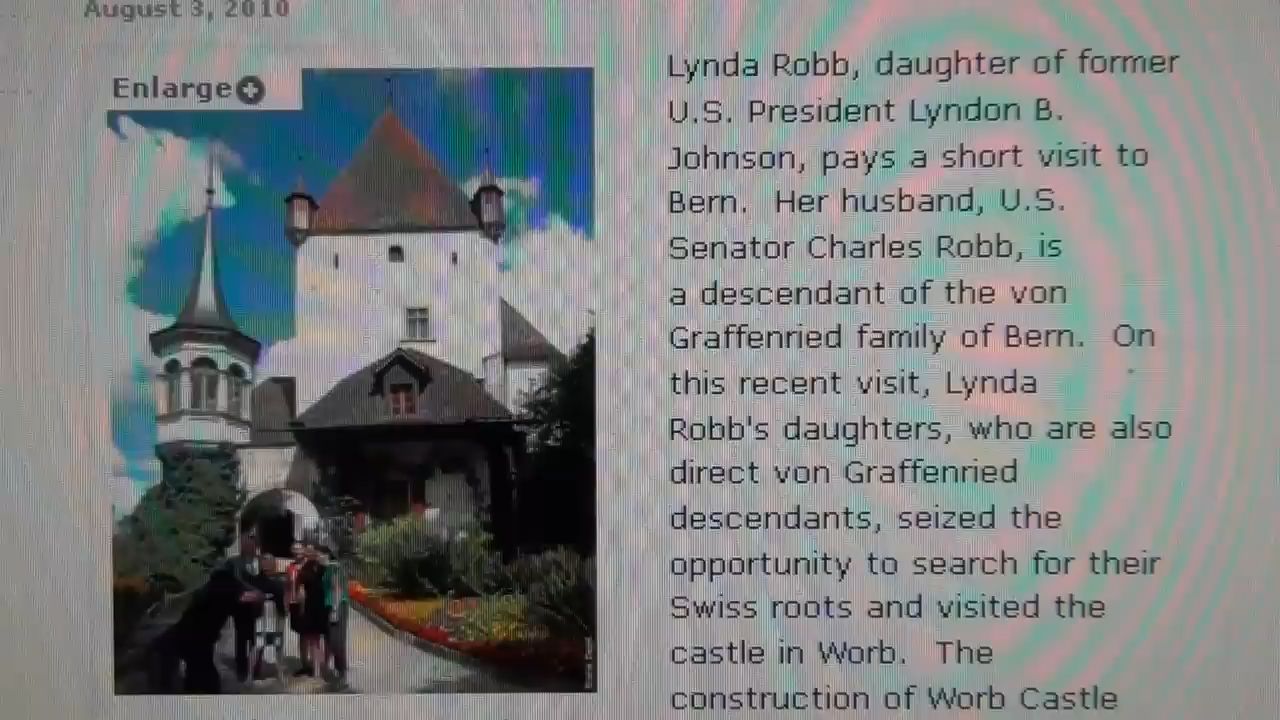 August 3, 2010
Enlarge
Lynda Robb, daughter of former
U.S. President Lyndon B.
Johnson, pays a short visit to
Bern.  Her husband, U.S.
Senator Charles Robb, is
a descendant of the von
Graffenried family of Bern.  On
this recent visit, Lynda
Robb's daughters, who are also
direct von Graffenried
descendants, seized the
opportunity to search for their
Swiss roots and visited the
castle in Worb.  The
construction of Worb Castle